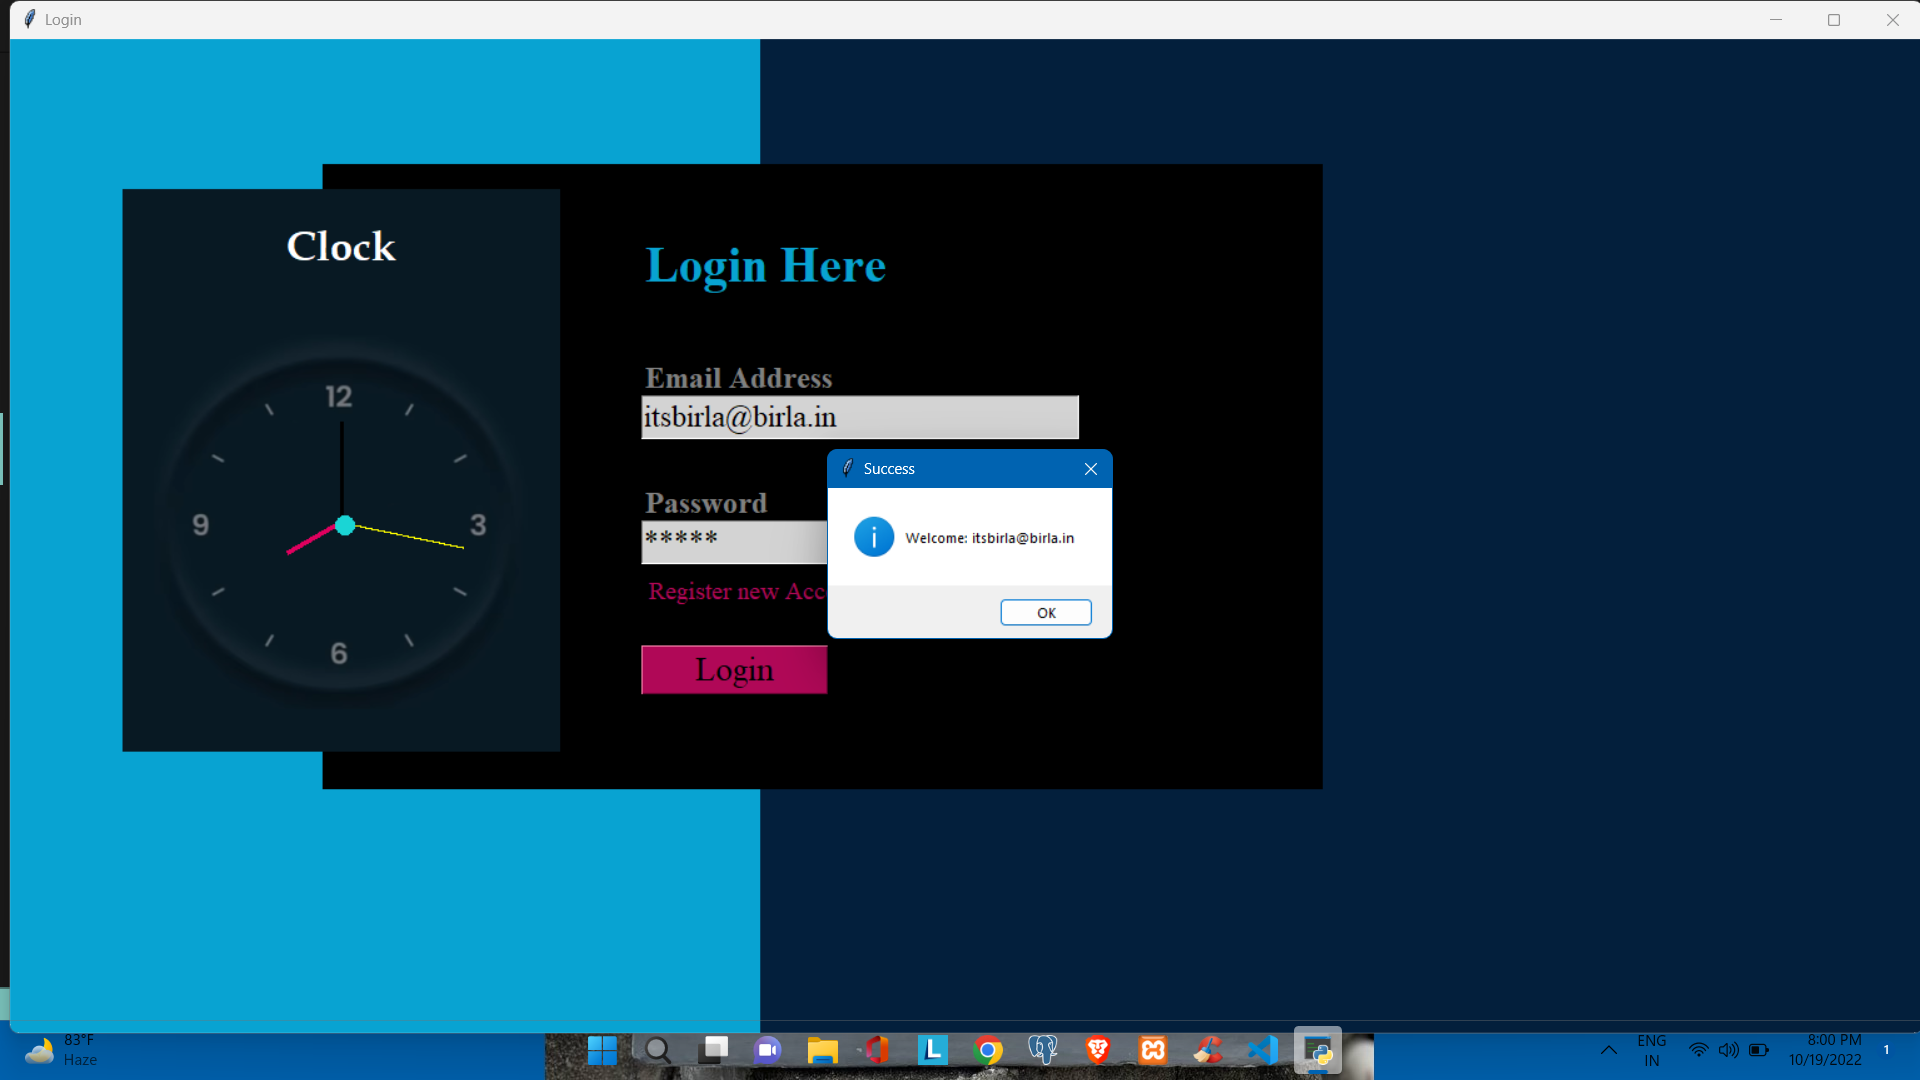 Login
Clock
12
3
6
9
Login Here
Email Address
itsbirla@birla.in
Password
*****
Register new Acc
Login
Success
i
Welcome: itsbirla@birla.in
OK
83°F
Haze
L
ENG
IN
8:00 PM
10/19/2022
1